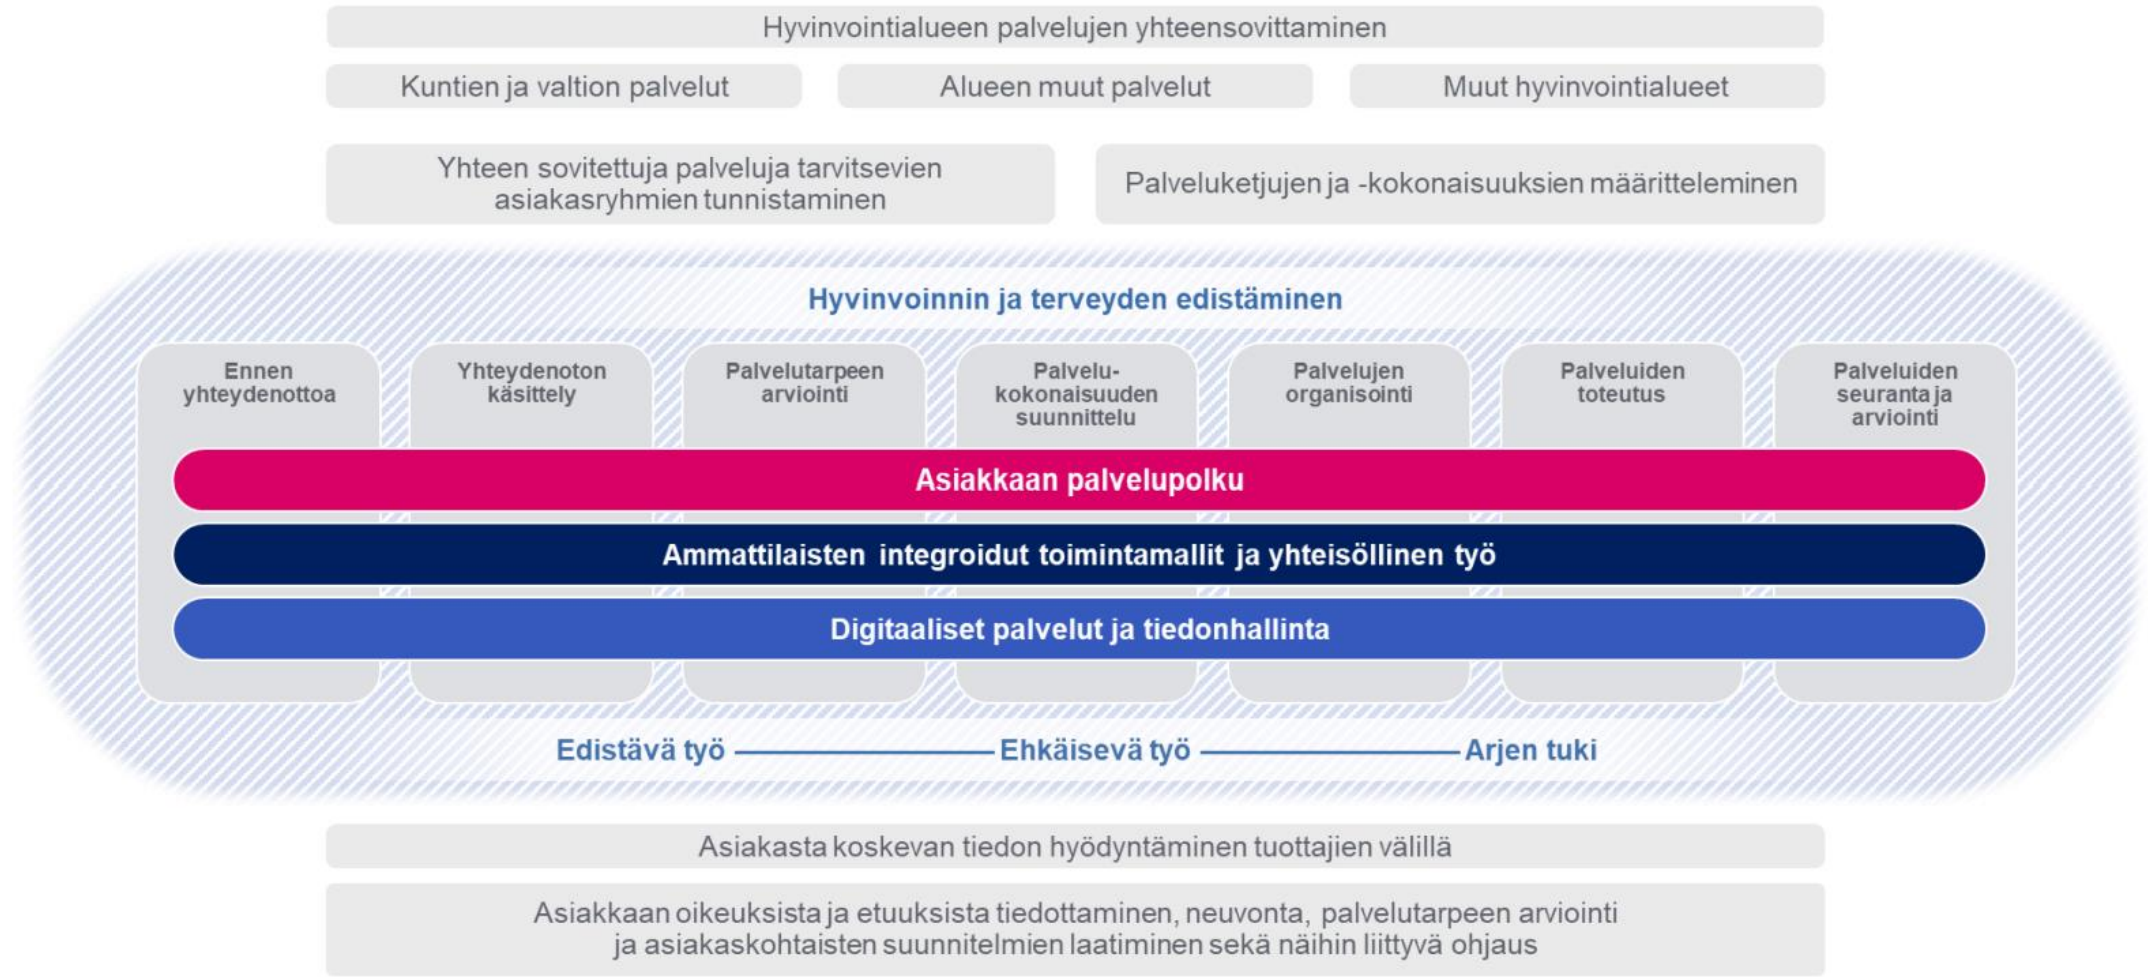 Hyvinvointialueen palvelujen yhteensovittaminen
Kuntien ja valtion palvelut
Alueen muut palvelut
Muut hyvinvointialueet
Yhteen sovitettuja palveluja tarvitsevien
asiakasryhmien tunnistaminen
Palveluketjujen ja -kokonaisuuksien määritteleminen
Hyvinvoinnin ja terveyden edistäminen
Ennen
yhteydenottoa
Yhteydenoton
käsittely
Palvelutarpeen
arviointi
Palvelu-
kokonaisuuden
suunnittelu
Palvelujen
organisointi
Palveluiden
toteutus
Palveluiden
seuranta ja
arviointi
Asiakkaan palvelupolku
Ammattilaisten integroidut toimintamallit ja yhteisöllinen työ
Digitaaliset palvelut ja tiedonhallinta
Edistävä työ
Ehkäisevä työ
Arjen tuki
Asiakasta koskevan tiedon hyödyntäminen tuottajien välillä
Asiakkaan oikeuksista ja etuuksista tiedottaminen, neuvonta, palvelutarpeen arviointi
ja asiakaskohtaisten suunnitelmien laatiminen sekä näihin liittyvä ohjaus